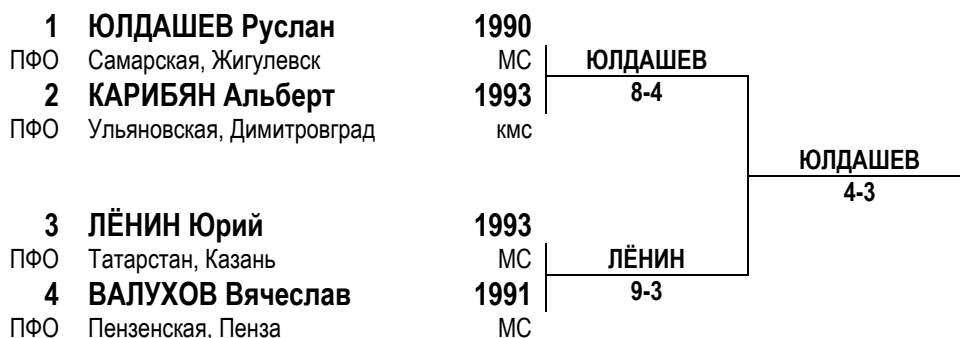 1 ЮЛДАШЕВ Руслан 1990
ПФО Самарская, Жигулевск МС ЮЛДАШЕВ
2 КАРИБЯН Альберт 1993 8-4
ПФО Ульяновская, Димитровград кмс
ЮЛДАШЕВ
4-3
3 ЛЁНИН Юрий 1993
ПФО Татарстан, Казань МС ЛЁНИН
4 ВАЛУХОВ Вячеслав 1991 9-3
ПФО Пензенская, Пенза МС